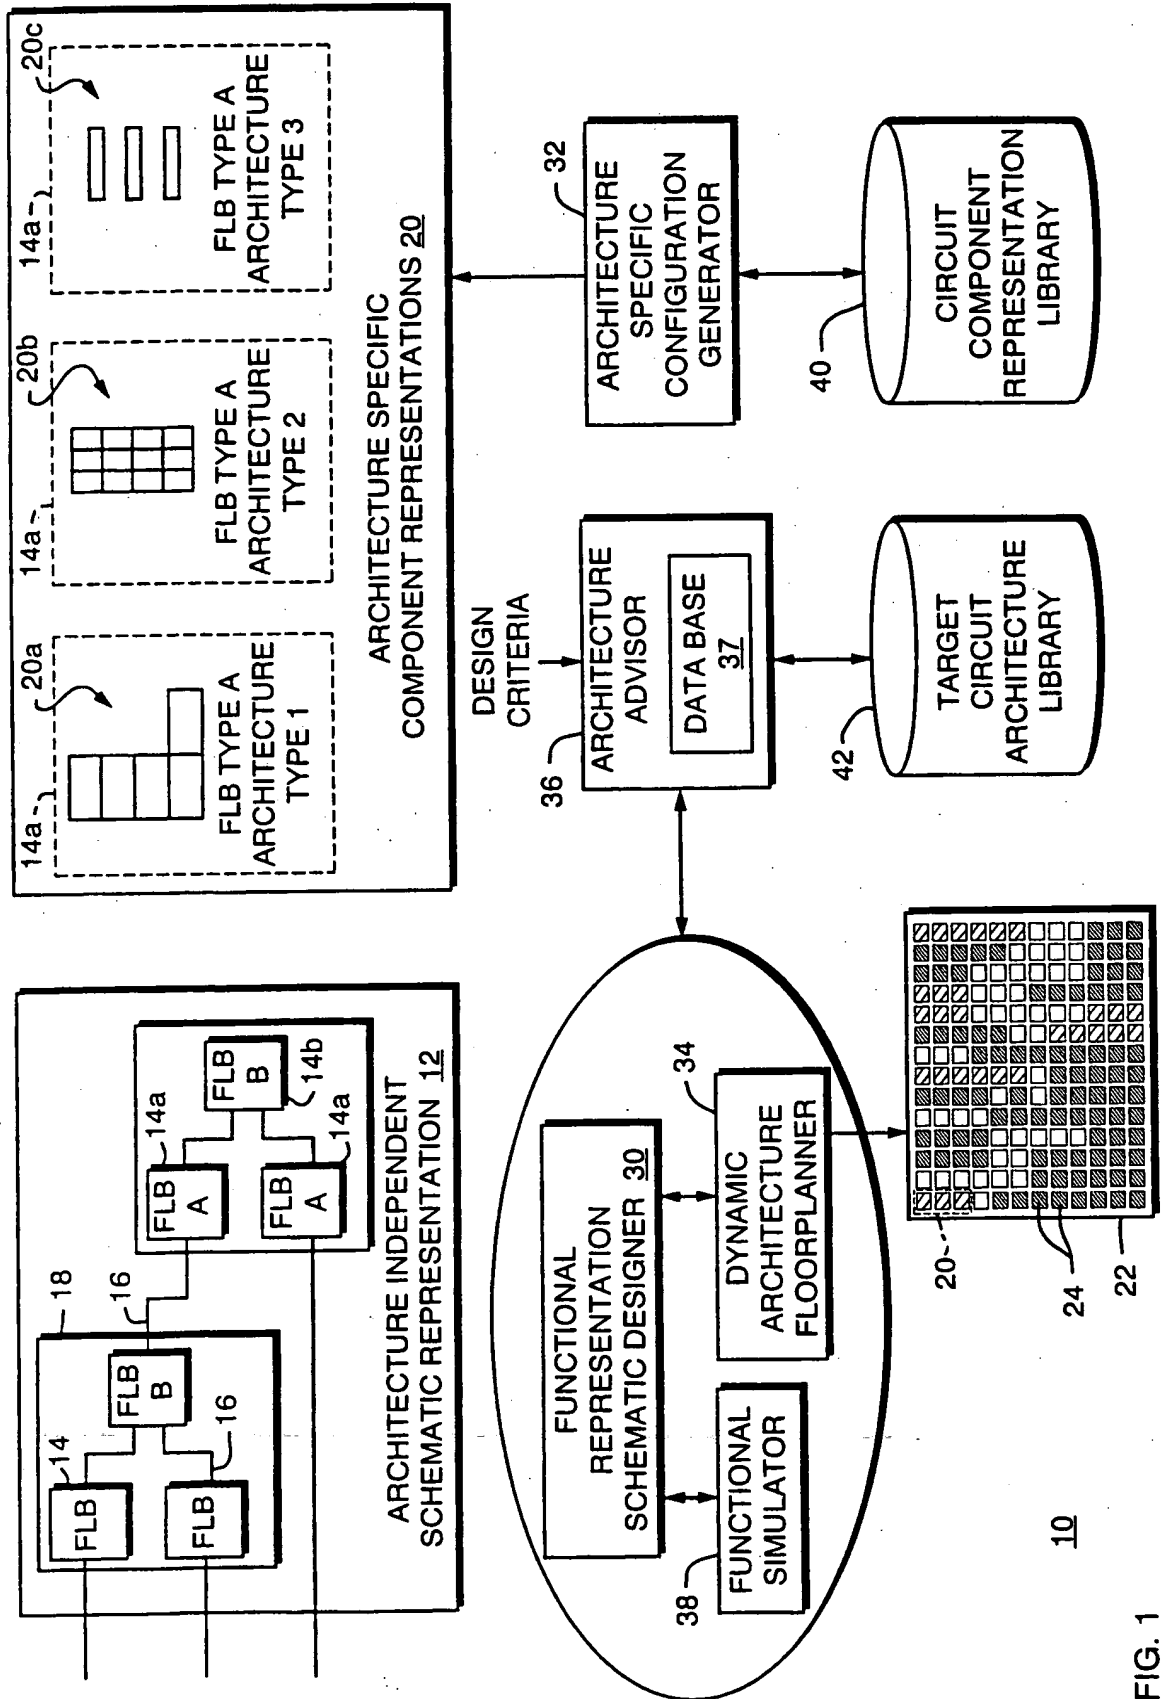 14
FLB
FLB
FLB
B
16
16
18
FLB
A
14a
FLB
B
14b
FLB
A
14a
ARCHITECTURE INDEPENDENT
SCHEMATIC REPRESENTATION 12
14a
20a
FLB TYPE A
ARCHITECTURE
TYPE 1
14a
20b
FLB TYPE A
ARCHITECTURE
TYPE 2
14a
20c
FLB TYPE A
ARCHITECTURE
TYPE 3
ARCHITECTURE SPECIFIC
COMPONENT REPRESENTATIONS 20
FUNCTIONAL
REPRESENTATION
SCHEMATIC DESIGNER 30
38
FUNCTIONAL
SIMULATOR
34
DYNAMIC
ARCHITECTURE
FLOORPLANNER
DESIGN
CRITERIA
36
ARCHITECTURE
ADVISOR
DATA BASE
37
32
ARCHITECTURE
SPECIFIC
CONFIGURATION
GENERATOR
20
24
22
42
TARGET
CIRCUIT
ARCHITECTURE
LIBRARY
40
CIRCUIT
COMPONENT
REPRESENTATION
LIBRARY
10
FIG. 1